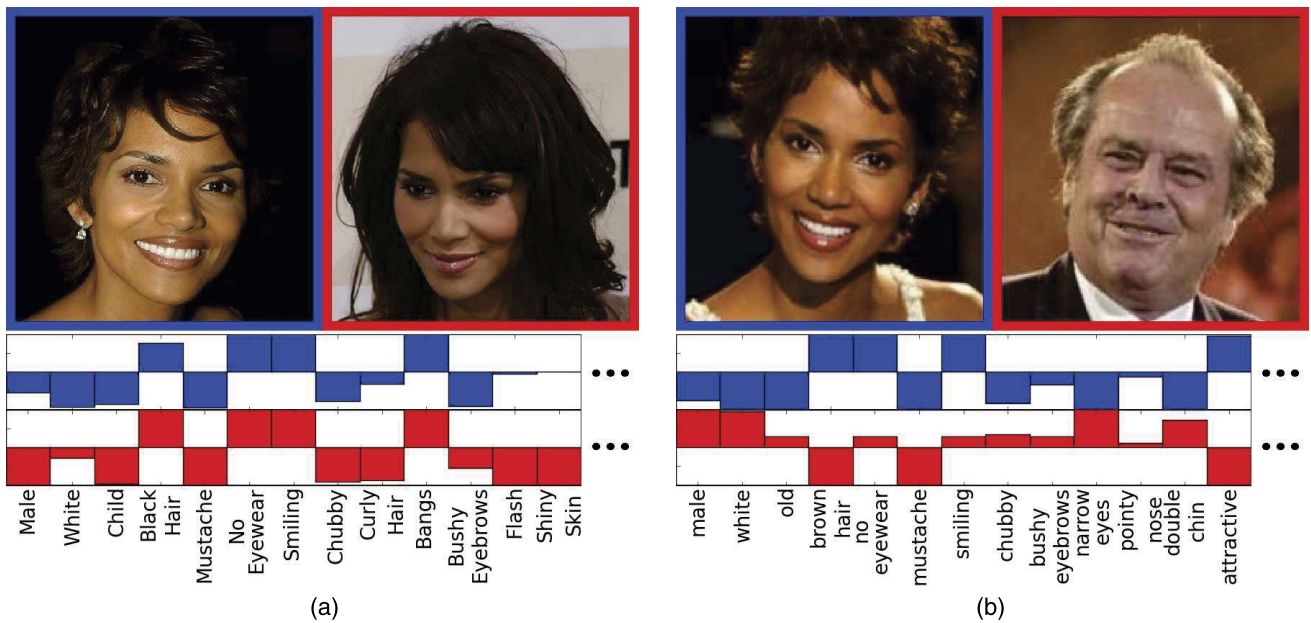 Male
White
Child
Black
Hair
Mustache
No
Eyewear
Smiling
Chubby
Curly
Hair
Bangs
Bushy
Eyebrows
Flash
Shiny
Skin
(a)
male
white
old
brown
hair
no
eyewear
mustache
smiling
chubby
bushy
eyebrows
narrow
eyes
pointy
nose
double
chin
attractive
(b)